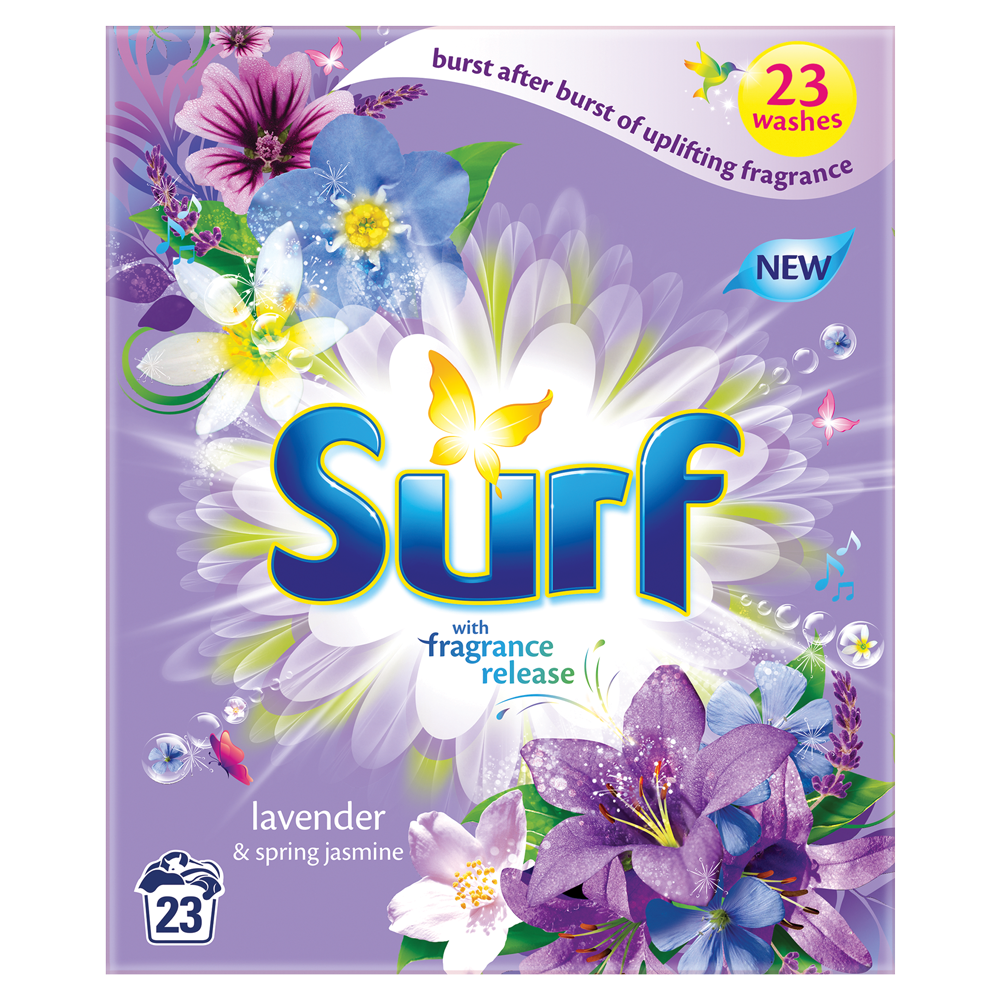 burst after burst of uplifting fragrance
23
washes
NEW
Surf
with
fragrance
release
lavender
& spring jasmine
23